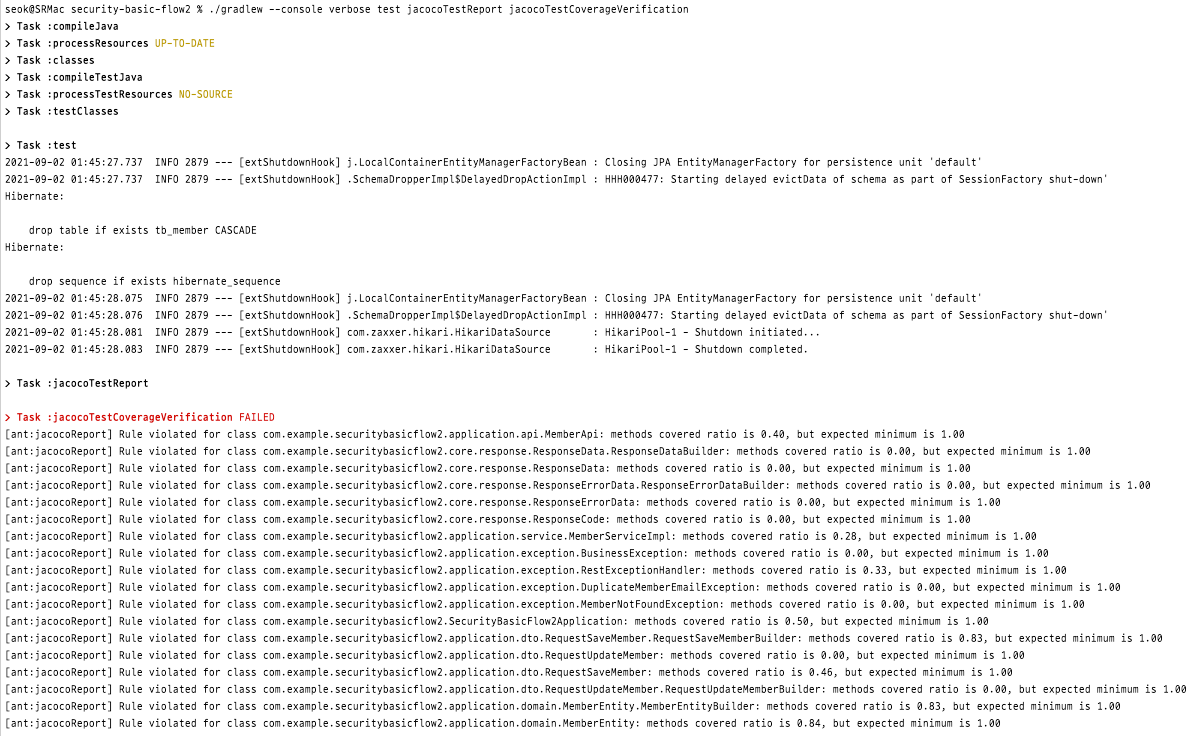 seok@SRMac security-basic-flow2 % ./gradlew --console verbose test jacocoTestReport jacocoTestCoverageVerification
> Task :compileJava
> Task :processResources UP-TO-DATE
> Task :classes
> Task :compileTestJava
> Task :processTestResources NO-SOURCE
> Task :testClasses
> Task :test
2021-09-02 01:45:27.737  INFO 2879 --- [extShutdownHook] j.LocalContainerEntityManagerFactoryBean : Closing JPA EntityManagerFactory for persistence unit 'default'
2021-09-02 01:45:27.737  INFO 2879 --- [extShutdownHook] .SchemaDropperImpl$DelayedDropActionImpl : HHH000477: Starting delayed evictData of schema as part of SessionFactory shut-down'
Hibernate:
drop table if exists tb_member CASCADE
Hibernate:
drop sequence if exists hibernate_sequence
2021-09-02 01:45:28.075  INFO 2879 --- [extShutdownHook] j.LocalContainerEntityManagerFactoryBean : Closing JPA EntityManagerFactory for persistence unit 'default'
2021-09-02 01:45:28.076  INFO 2879 --- [extShutdownHook] .SchemaDropperImpl$DelayedDropActionImpl : HHH000477: Starting delayed evictData of schema as part of SessionFactory shut-down'
2021-09-02 01:45:28.081  INFO 2879 --- [extShutdownHook] com.zaxxer.hikari.HikariDataSource       : HikariPool-1 - Shutdown initiated...
2021-09-02 01:45:28.083  INFO 2879 --- [extShutdownHook] com.zaxxer.hikari.HikariDataSource       : HikariPool-1 - Shutdown completed.
> Task :jacocoTestReport
> Task :jacocoTestCoverageVerification FAILED
[ant:jacocoReport] Rule violated for class com.example.securitybasicflow2.application.api.MemberApi: methods covered ratio is 0.40, but expected minimum is 1.00
[ant:jacocoReport] Rule violated for class com.example.securitybasicflow2.core.response.ResponseData.ResponseDataBuilder: methods covered ratio is 0.00, but expected minimum is 1.00
[ant:jacocoReport] Rule violated for class com.example.securitybasicflow2.core.response.ResponseData: methods covered ratio is 0.00, but expected minimum is 1.00
[ant:jacocoReport] Rule violated for class com.example.securitybasicflow2.core.response.ResponseErrorData.ResponseErrorDataBuilder: methods covered ratio is 0.00, but expected minimum is 1.00
[ant:jacocoReport] Rule violated for class com.example.securitybasicflow2.core.response.ResponseErrorData: methods covered ratio is 0.00, but expected minimum is 1.00
[ant:jacocoReport] Rule violated for class com.example.securitybasicflow2.core.response.ResponseCode: methods covered ratio is 0.00, but expected minimum is 1.00
[ant:jacocoReport] Rule violated for class com.example.securitybasicflow2.application.service.MemberServiceImpl: methods covered ratio is 0.28, but expected minimum is 1.00
[ant:jacocoReport] Rule violated for class com.example.securitybasicflow2.application.exception.BusinessException: methods covered ratio is 0.00, but expected minimum is 1.00
[ant:jacocoReport] Rule violated for class com.example.securitybasicflow2.application.exception.RestExceptionHandler: methods covered ratio is 0.33, but expected minimum is 1.00
[ant:jacocoReport] Rule violated for class com.example.securitybasicflow2.application.exception.DuplicateMemberEmailException: methods covered ratio is 0.00, but expected minimum is 1.00
[ant:jacocoReport] Rule violated for class com.example.securitybasicflow2.application.exception.MemberNotFoundException: methods covered ratio is 0.00, but expected minimum is 1.00
[ant:jacocoReport] Rule violated for class com.example.securitybasicflow2.SecurityBasicFlow2Application: methods covered ratio is 0.50, but expected minimum is 1.00
[ant:jacocoReport] Rule violated for class com.example.securitybasicflow2.application.dto.RequestSaveMember.RequestSaveMemberBuilder: methods covered ratio is 0.83, but expected minimum is 1.00
[ant:jacocoReport] Rule violated for class com.example.securitybasicflow2.application.dto.RequestUpdateMember: methods covered ratio is 0.00, but expected minimum is 1.00
[ant:jacocoReport] Rule violated for class com.example.securitybasicflow2.application.dto.RequestSaveMember: methods covered ratio is 0.46, but expected minimum is 1.00
[ant:jacocoReport] Rule violated for class com.example.securitybasicflow2.application.dto.RequestUpdateMember.RequestUpdateMemberBuilder: methods covered ratio is 0.00, but expected minimum is 1.00
[ant:jacocoReport] Rule violated for class com.example.securitybasicflow2.application.domain.MemberEntity.MemberEntityBuilder: methods covered ratio is 0.83, but expected minimum is 1.00
[ant:jacocoReport] Rule violated for class com.example.securitybasicflow2.application.domain.MemberEntity: methods covered ratio is 0.84, but expected minimum is 1.00